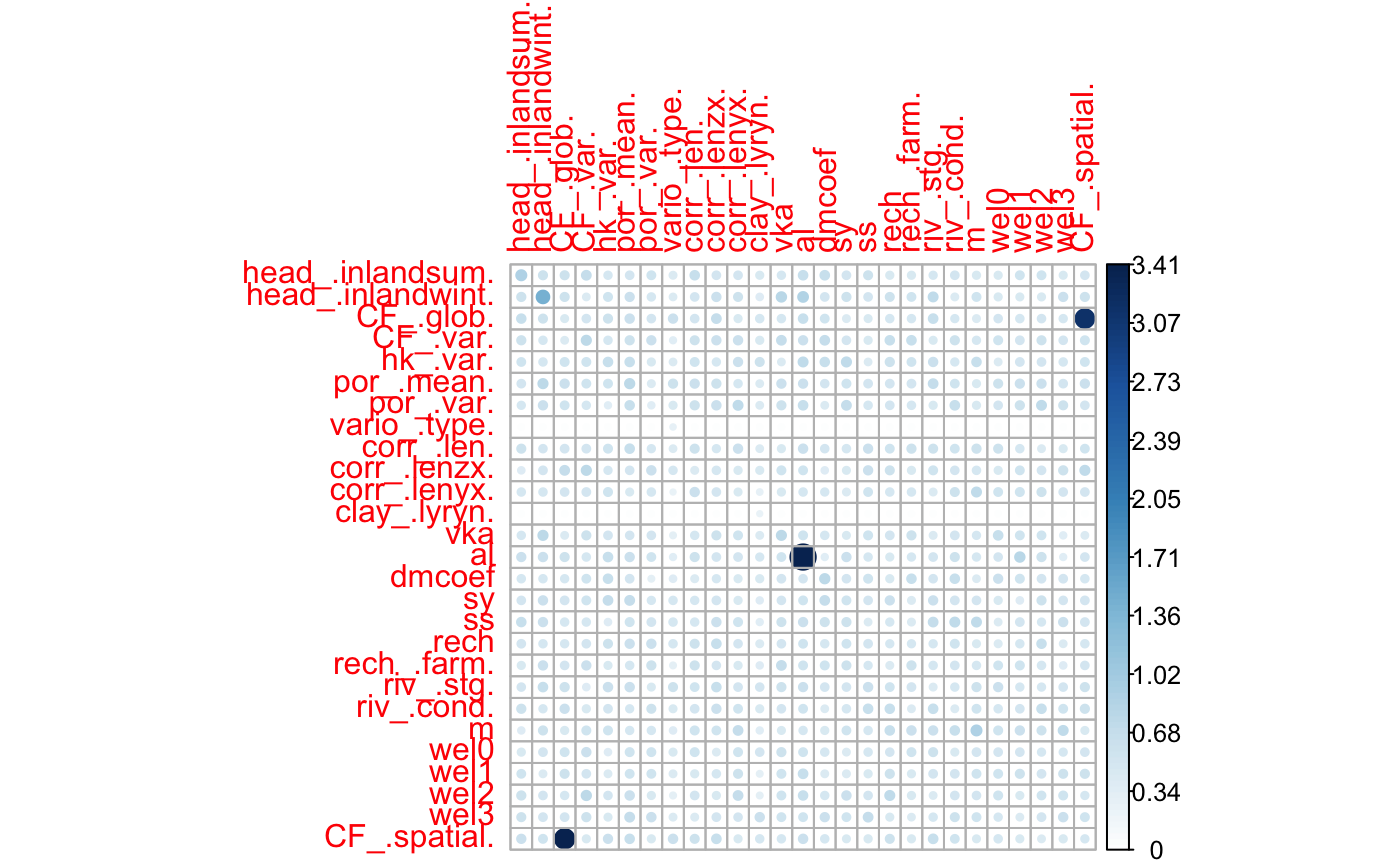 head_.inlandsum.
head_.inlandwint.
CF_.glob.
CF_.var.
hk_.var.
por_.mean.
por_.var.
vario_.type.
corr_.len.
corr_.lenzx.
corr_.lenyx.
clay_.lyryn.
vka
al
dmcoef
sy
ss
rech
rech_.farm.
riv_.stg.
riv_.cond.
m
wel0
wel1
wel2
wel3
CF_.spatial.
head_.inlandsum.
head_.inlandwint.
CF_.glob.
CF_.var.
hk_.var.
por_.mean.
por_.var.
vario_.type.
corr_.len.
corr_.lenzx.
corr_.lenyx.
clay_.lyryn.
vka
al
dmcoef
sy
ss
rech
rech_.farm.
riv_.stg.
riv_.cond.
m
wel0
wel1
wel2
wel3
CF_.spatial.
3.41
3.07
2.73
2.39
2.05
1.71
1.36
1.02
0.68
0.34
0